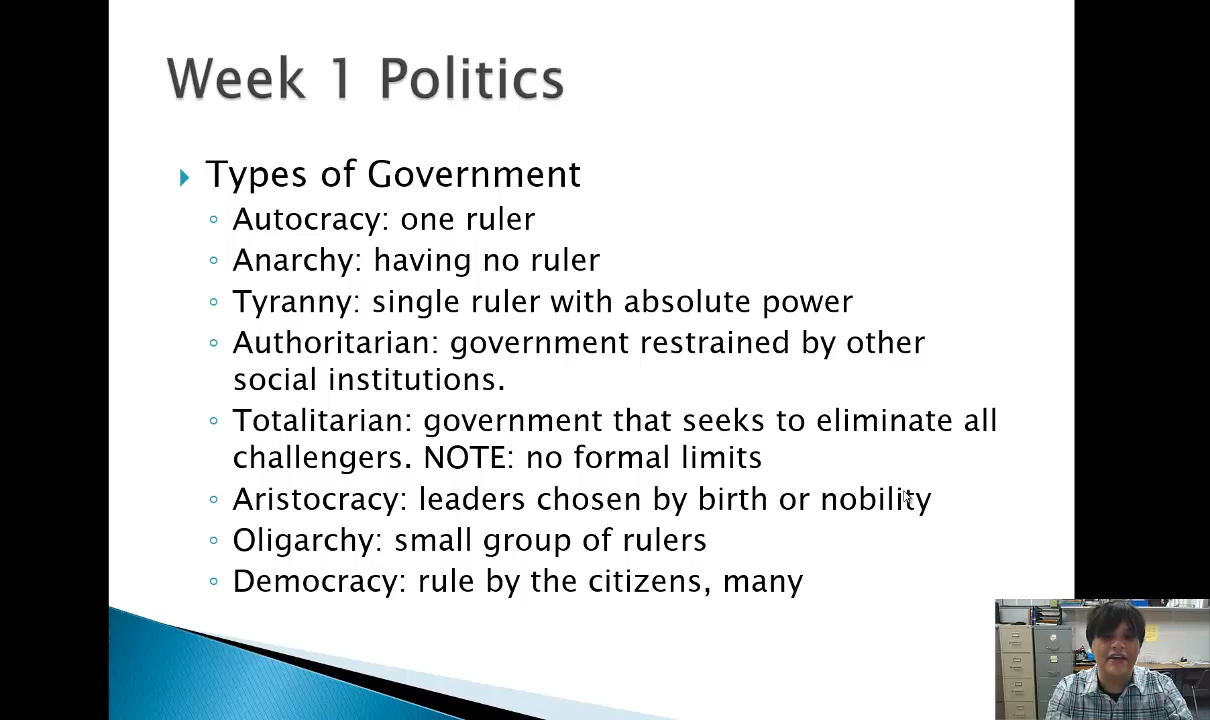 Week 1 Politics
Types of Government
Autocracy: one ruler
Anarchy: having no ruler
Tyranny: single ruler with absolute power
Authoritarian: government restrained by other
social institutions.
Totalitarian: government that seeks to eliminate all
challengers. NOTE: no formal limits
Aristocracy: leaders chosen by birth or nobility
Oligarchy: small group of rulers
Democracy: rule by the citizens, many